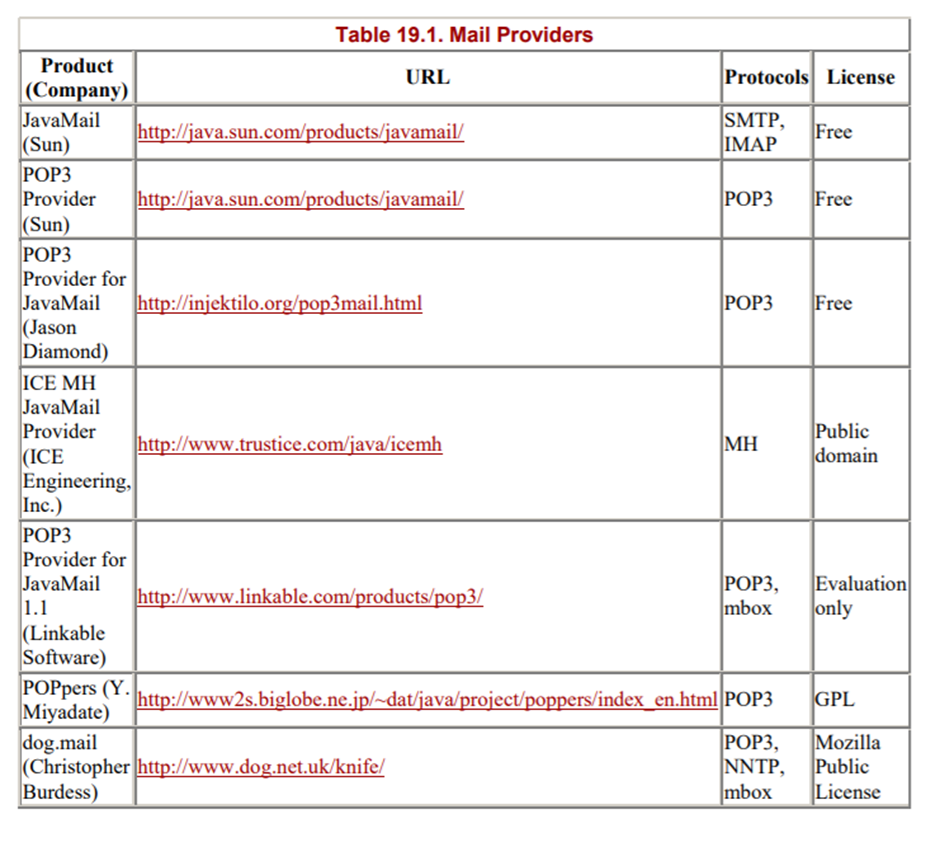 Table 19.1. Mail Providers
Product
(Company)
URL
Protocols
License
JavaMail
(Sun)
http://java.sun.com/products/javamail/
SMTP,
IMAP
Free
POP3
Provider
(Sun)
http://java.sun.com/products/javamail/
POP3
Free
POP3
Provider for
JavaMail
(Jason
Diamond)
http://injektilo.org/pop3mail.html
POP3
Free
ICE MH
JavaMail
Provider
(ICE
Engineering,
Inc.)
http://www.trustice.com/java/icemh
MH
Public
domain
POP3
Provider for
JavaMail
1.1
(Linkable
Software)
http://www.linkable.com/products/pop3/
POP3,
mbox
Evaluation
only
POPpers (Y.
Miyadate)
http://www2s.biglobe.ne.jp/~dat/java/project/poppers/index_en.html
POP3
GPL
dog.mail
(Christopher
Burdess)
http://www.dog.net.uk/knife/
POP3,
NNTP,
mbox
Mozilla
Public
License